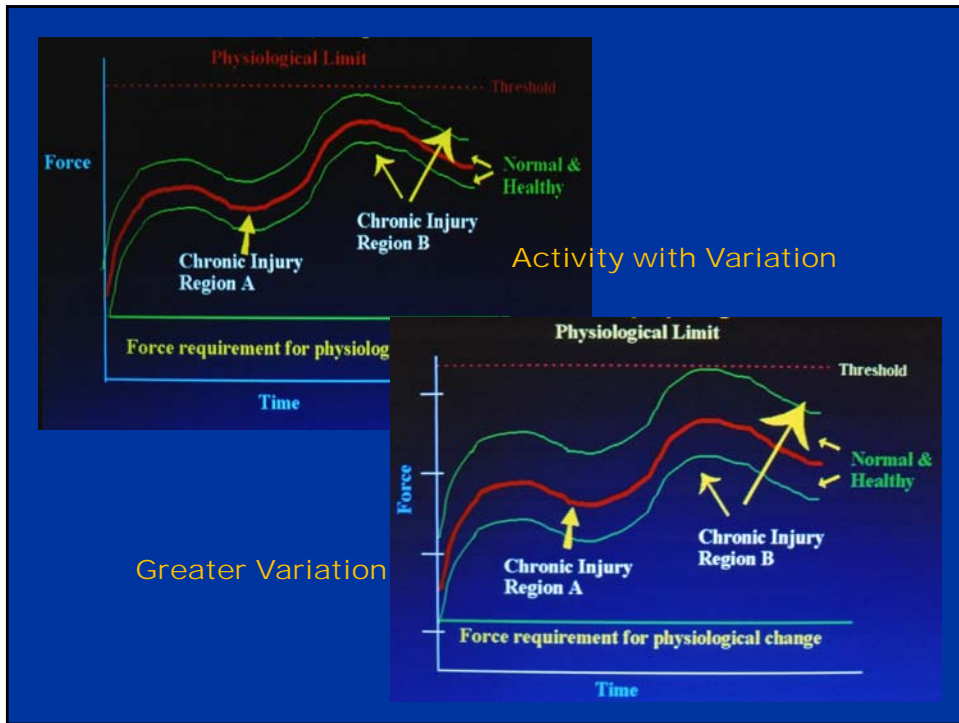 Physiological Limit
Threshold
Force
Normal &
Healthy
Chronic Injury
Region B
Chronic Injury
Region A
Force requirement for physiolog
Time
Activity with Variation
Physiological Limit
Threshold
Force
Normal &
Healthy
Chronic Injury
Region B
Chronic Injury
Region A
Force requirement for physiological change
Time
Greater Variation